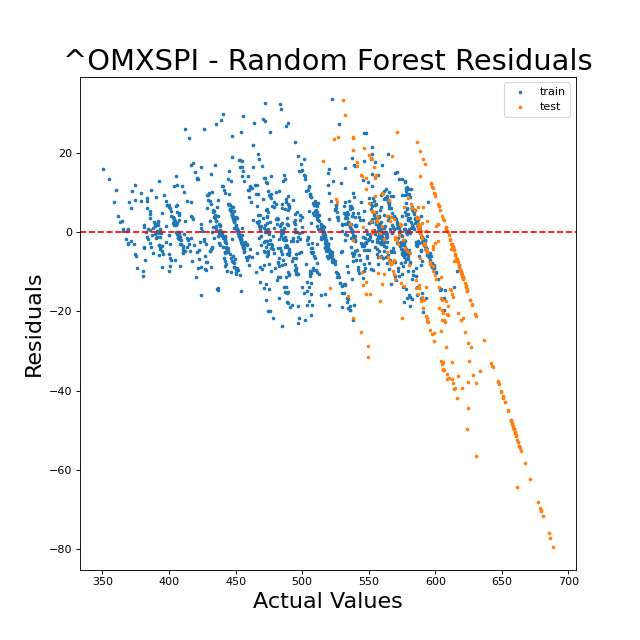 ^OMXSPI - Random Forest Residuals
train
test
20
0
−20
−40
−60
−80
Residuals
350 400 450 500 550 600 650 700
Actual Values